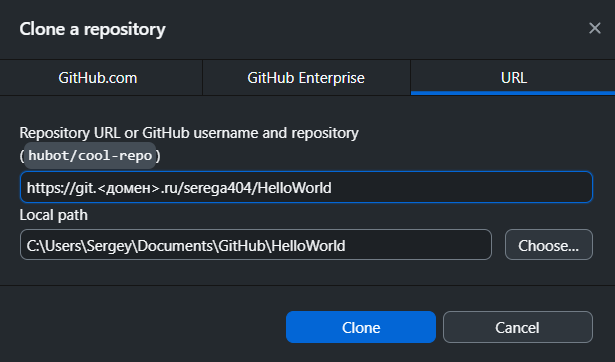 Clone a repository
GitHub.com
GitHub Enterprise
URL
Repository URL or GitHub username and repository
(hubot/cool-repo)
https://git.<домен>.ru/serega404/HelloWorld
Local path
C:\Users\Sergey\Documents\GitHub\HelloWorld
Choose...
Clone
Cancel